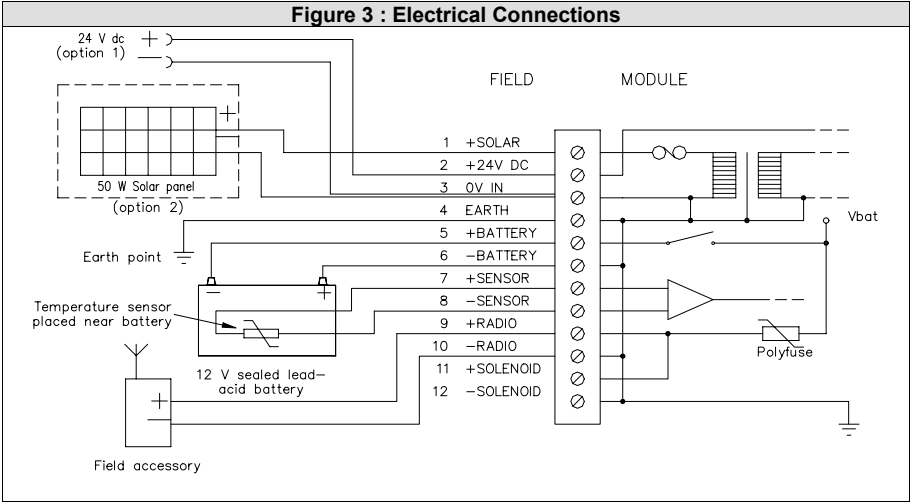 Figure 3 : Electrical Connections
24 V dc + 
(option 1) —
FIELD
MODULE
+
50 W Solar panel
(option 2)
1 +SOLAR
2 +24V DC
3 0V IN
4 EARTH
5 +BATTERY
6 −BATTERY
7 +SENSOR
8 −SENSOR
9 +RADIO
10 −RADIO
11 +SOLENOID
12 −SOLENOID
Vbat
Earth point
− +
Temperature sensor
placed near battery
12 V sealed lead−
acid battery
Polyfuse
+
−
Field accessory